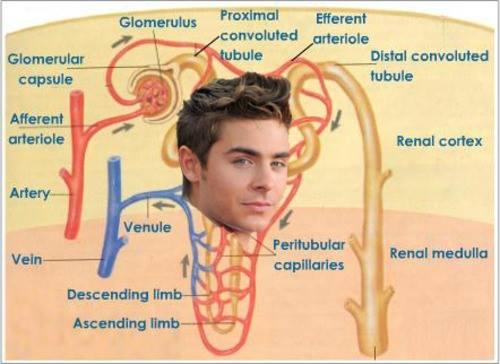 Glomerulus
Proximal
convoluted
tubule
Efferent
arteriole
Glomerular
capsule
Distal convoluted
tubule
Afferent
arteriole
Renal cortex
Artery
Venule
Vein
Peritubular
capillaries
Renal medulla
Descending limb
Ascending limb